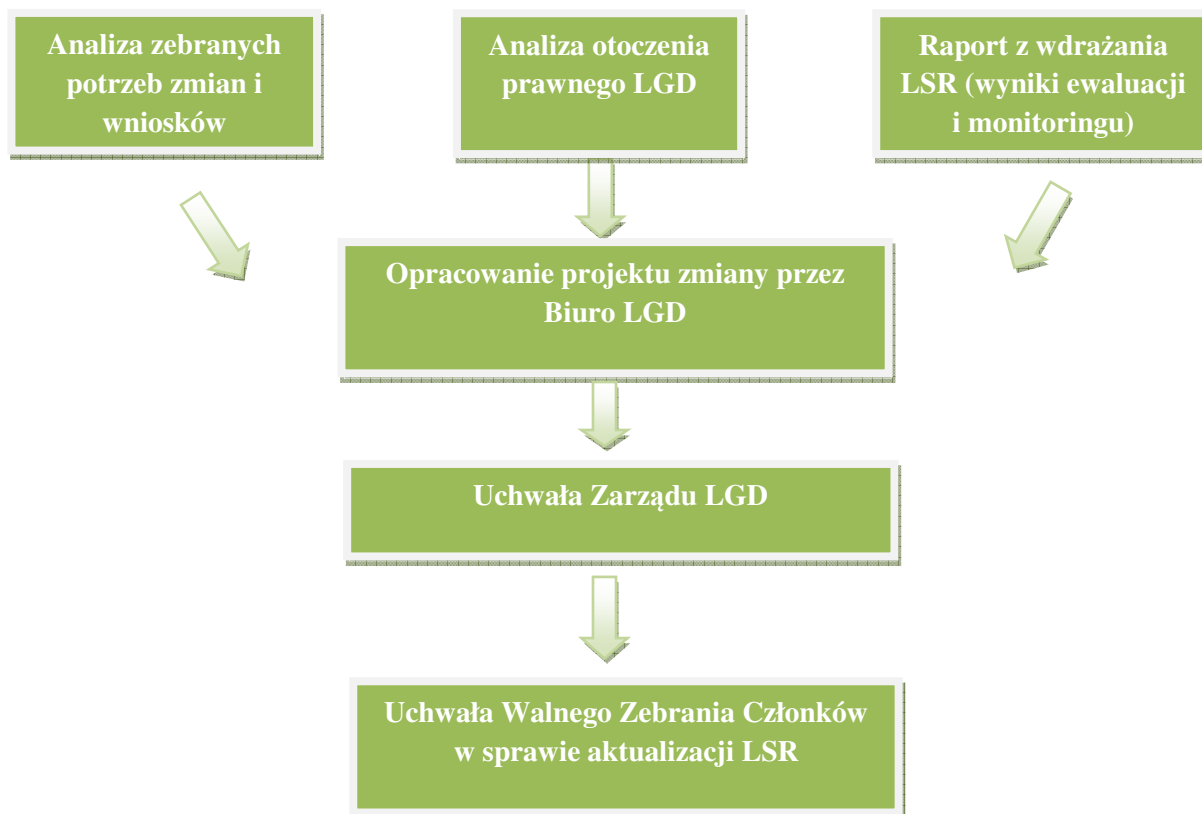 Analiza zebranych
potrzeb zmian i
wniosków
Analiza otoczenia
prawnego LGD
Raport z wdrażania
LSR (wyniki ewaluacji
i monitoringu)
Opracowanie projektu zmiany przez
Biuro LGD
Uchwała Zarządu LGD
Uchwała Walnego Zebrania Członków
w sprawie aktualizacji LSR